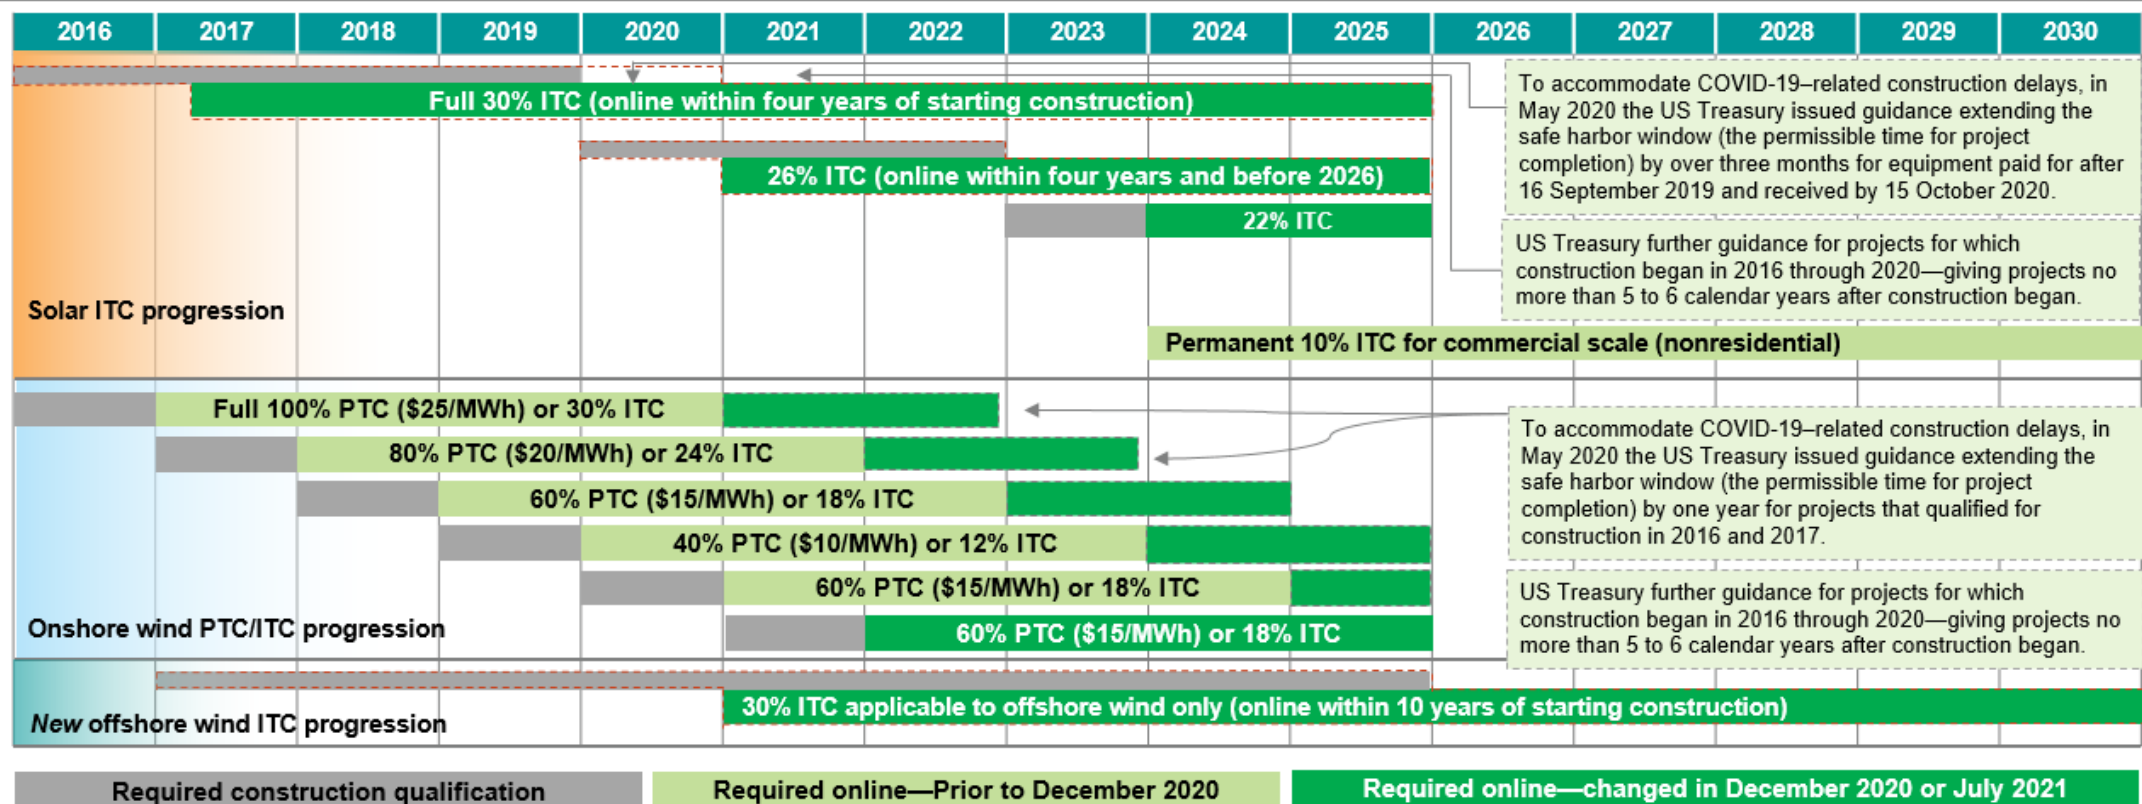 2016 2017 2018 2019 2020 2021 2022 2023 2024 2025 2026 2027 2028 2029 2030
Full 30% ITC (online within four years of starting construction)
26% ITC (online within four years and before 2026)
22% ITC
Solar ITC progression
Permanent 10% ITC for commercial scale (nonresidential)
To accommodate COVID-19–related construction delays, in
May 2020 the US Treasury issued guidance extending the
safe harbor window (the permissible time for project
completion) by over three months for equipment paid for after
16 September 2019 and received by 15 October 2020.
US Treasury further guidance for projects for which
construction began in 2016 through 2020—giving projects no
more than 5 to 6 calendar years after construction began.
Full 100% PTC ($25/MWh) or 30% ITC
80% PTC ($20/MWh) or 24% ITC
60% PTC ($15/MWh) or 18% ITC
40% PTC ($10/MWh) or 12% ITC
60% PTC ($15/MWh) or 18% ITC
60% PTC ($15/MWh) or 18% ITC
Onshore wind PTC/ITC progression
To accommodate COVID-19–related construction delays, in
May 2020 the US Treasury issued guidance extending the
safe harbor window (the permissible time for project
completion) by one year for projects that qualified for
construction in 2016 and 2017.
US Treasury further guidance for projects for which
construction began in 2016 through 2020—giving projects no
more than 5 to 6 calendar years after construction began.
30% ITC applicable to offshore wind only (online within 10 years of starting construction)
New offshore wind ITC progression
Required construction qualification
Required online—Prior to December 2020
Required online—changed in December 2020 or July 2021